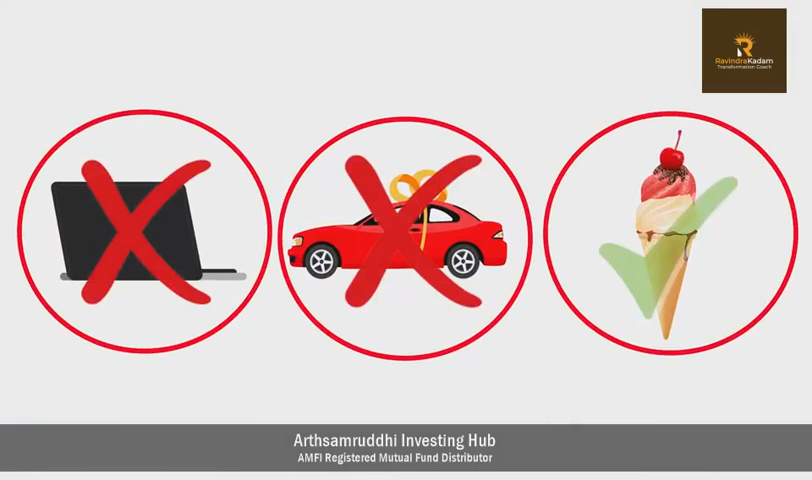 RavindraKadam
Transformation Coach
Arthsamruddhi Investing Hub
AMFI Registered Mutual Fund Distributor